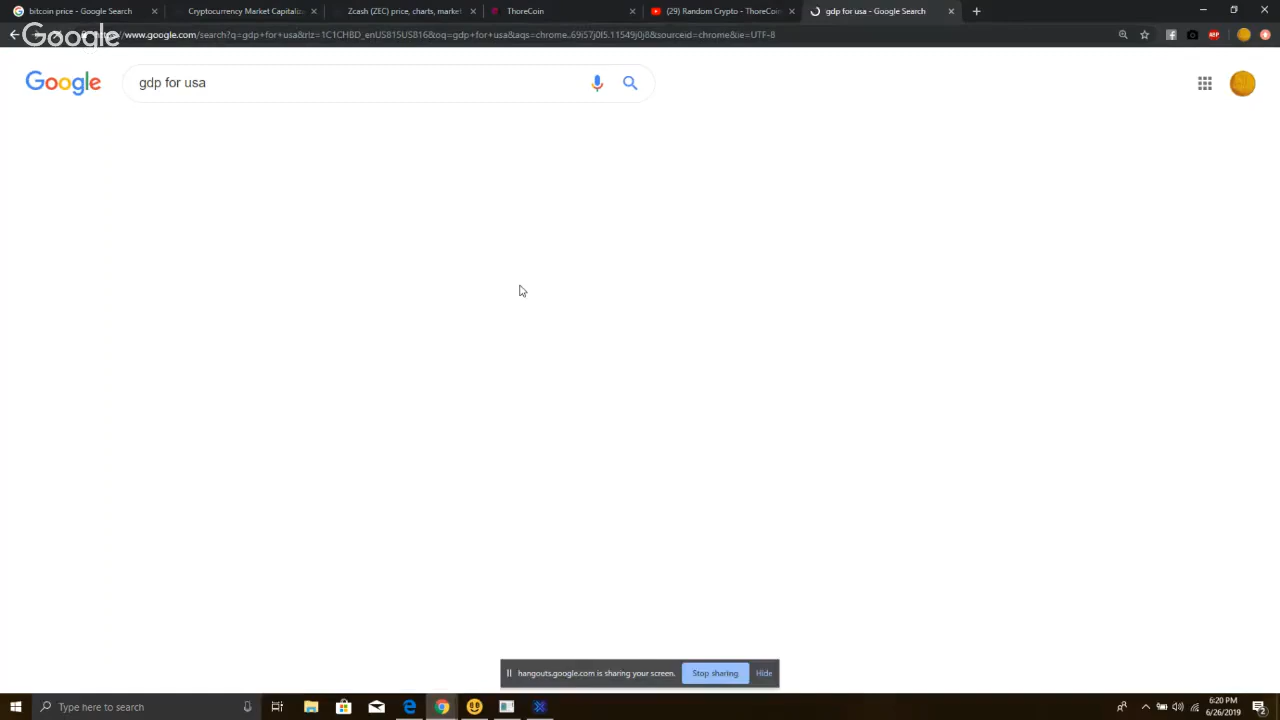 bitcoin price - Google Search
Cryptocurrency Market Capitaliz
Zcash (ZEC) price, charts, market
ThoreCoin
(29) Random Crypto - ThoreCoin
gdp for usa - Google Search
Google
www.google.com/search?q=gdp+for+usa&rlz=1C1CHBD_enUS815US816&oq=gdp+for+usa&aqs=chrome..69i57j0l5.11549j0j8&sourceid=chrome&ie=UTF-8
ABP
Google
gdp for usa
hangouts.google.com is sharing your screen.
Stop sharing
Hide
Type here to search
6:20 PM
6/26/2019
2